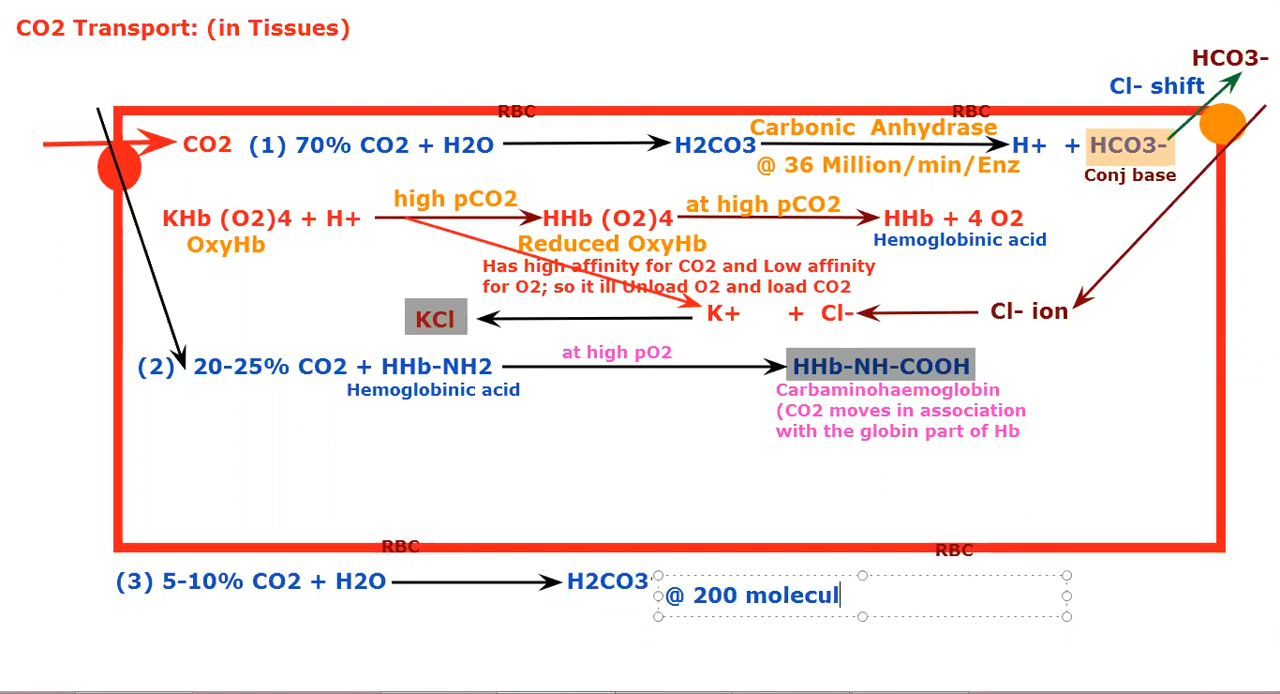 CO2 Transport: (in Tissues)
HCO3-
Cl- shift
RBC
RBC
CO2
(1) 70% CO2 + H2O
H2CO3
Carbonic Anhydrase
@ 36 Million/min/Enz
H+ + HCO3-
Conj base
KHb (O2)4 + H+
OxyHb
high pCO2
HHb (O2)4
Reduced OxyHb
at high pCO2
HHb + 4 O2
Hemoglobinic acid
Has high affinity for CO2 and Low affinity
for O2; so it ill Unload O2 and load CO2
KCl
K+ + Cl-
Cl- ion
(2) 20-25% CO2 + HHb-NH2
Hemoglobinic acid
at high pO2
HHb-NH-COOH
Carbaminohaemoglobin
(CO2 moves in association
with the globin part of Hb
RBC
RBC
(3) 5-10% CO2 + H2O
H2CO3
@ 200 molecul